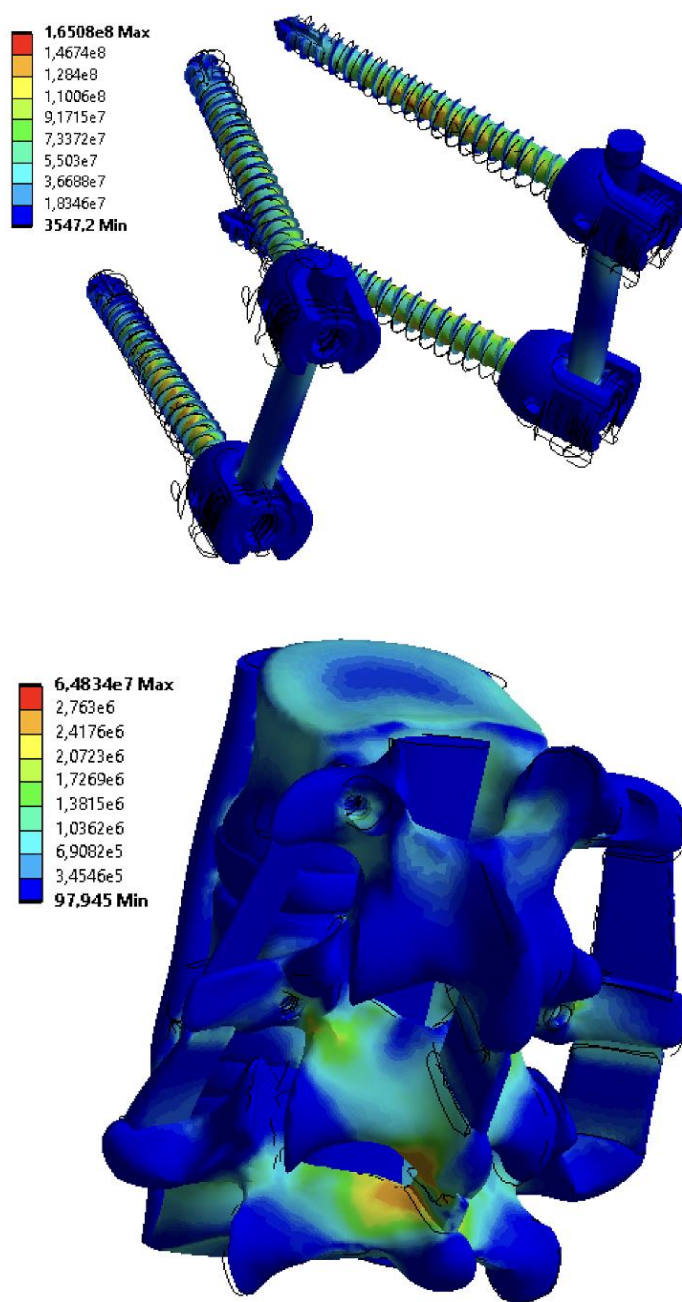 1,6508e8 Max
1,4674e8
1,284e8
1,1006e8
9,1715e7
7,3372e7
5,503e7
3,6688e7
1,8346e7
3547,2 Min
6,4834e7 Max
2,763e6
2,4176e6
2,0723e6
1,7269e6
1,3815e6
1,0362e6
6,9082e5
3,4546e5
97,945 Min